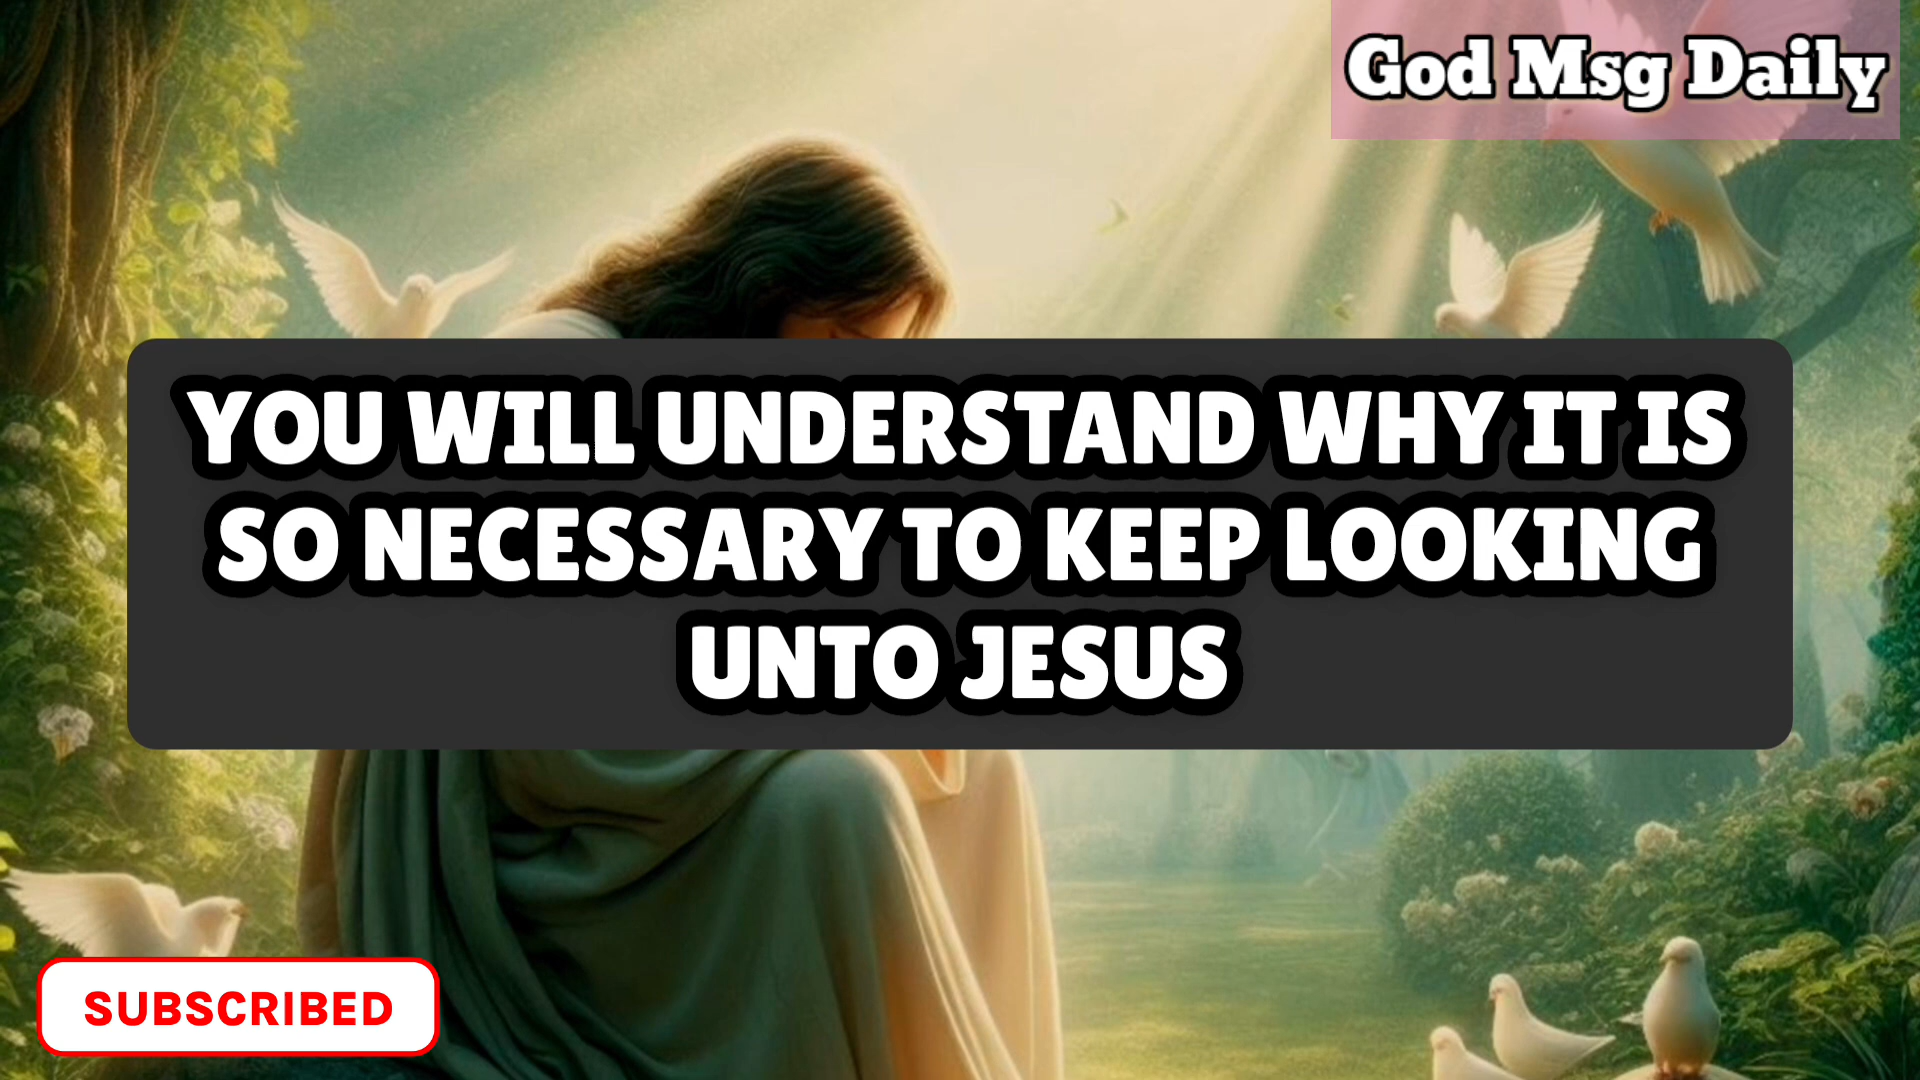 God Msg Daily
YOU WILL UNDERSTAND WHY IT IS
SO NECESSARY TO KEEP LOOKING
UNTO JESUS
SUBSCRIBED